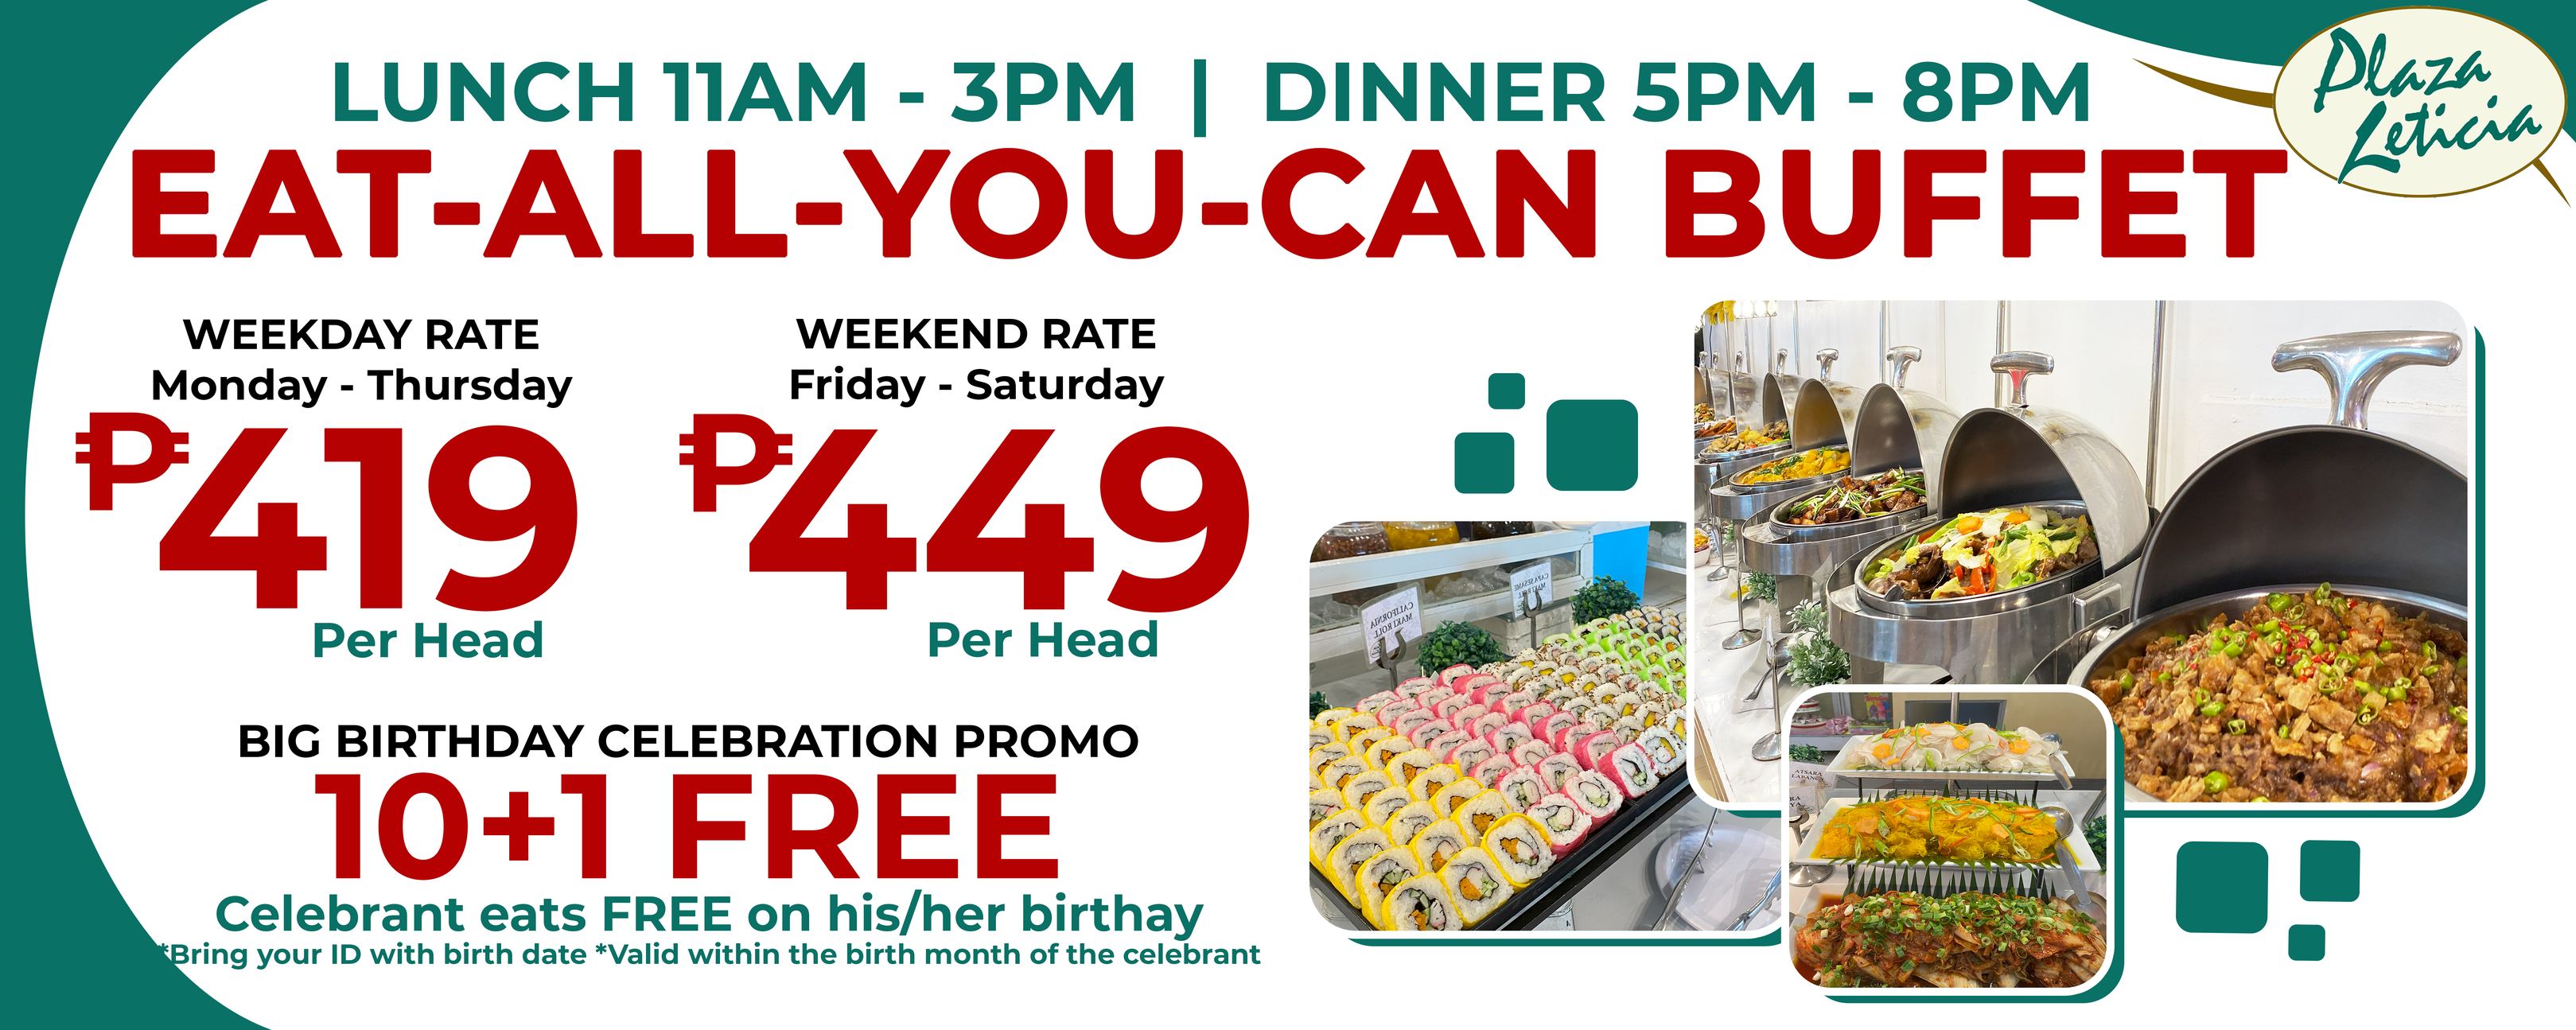 LUNCH 11AM - 3PM | DINNER 5PM - 8PM
Plaza
Leticia
EAT-ALL-YOU-CAN BUFFET
WEEKDAY RATE
Monday - Thursday
₱419
Per Head
WEEKEND RATE
Friday - Saturday
₱449
Per Head
BIG BIRTHDAY CELEBRATION PROMO
10+1 FREE
Celebrant eats FREE on his/her birthay
*Bring your ID with birth date *Valid within the birth month of the celebrant
CALIFORNIA
MAKI ROLL
MAKI ROLL
ATSARA